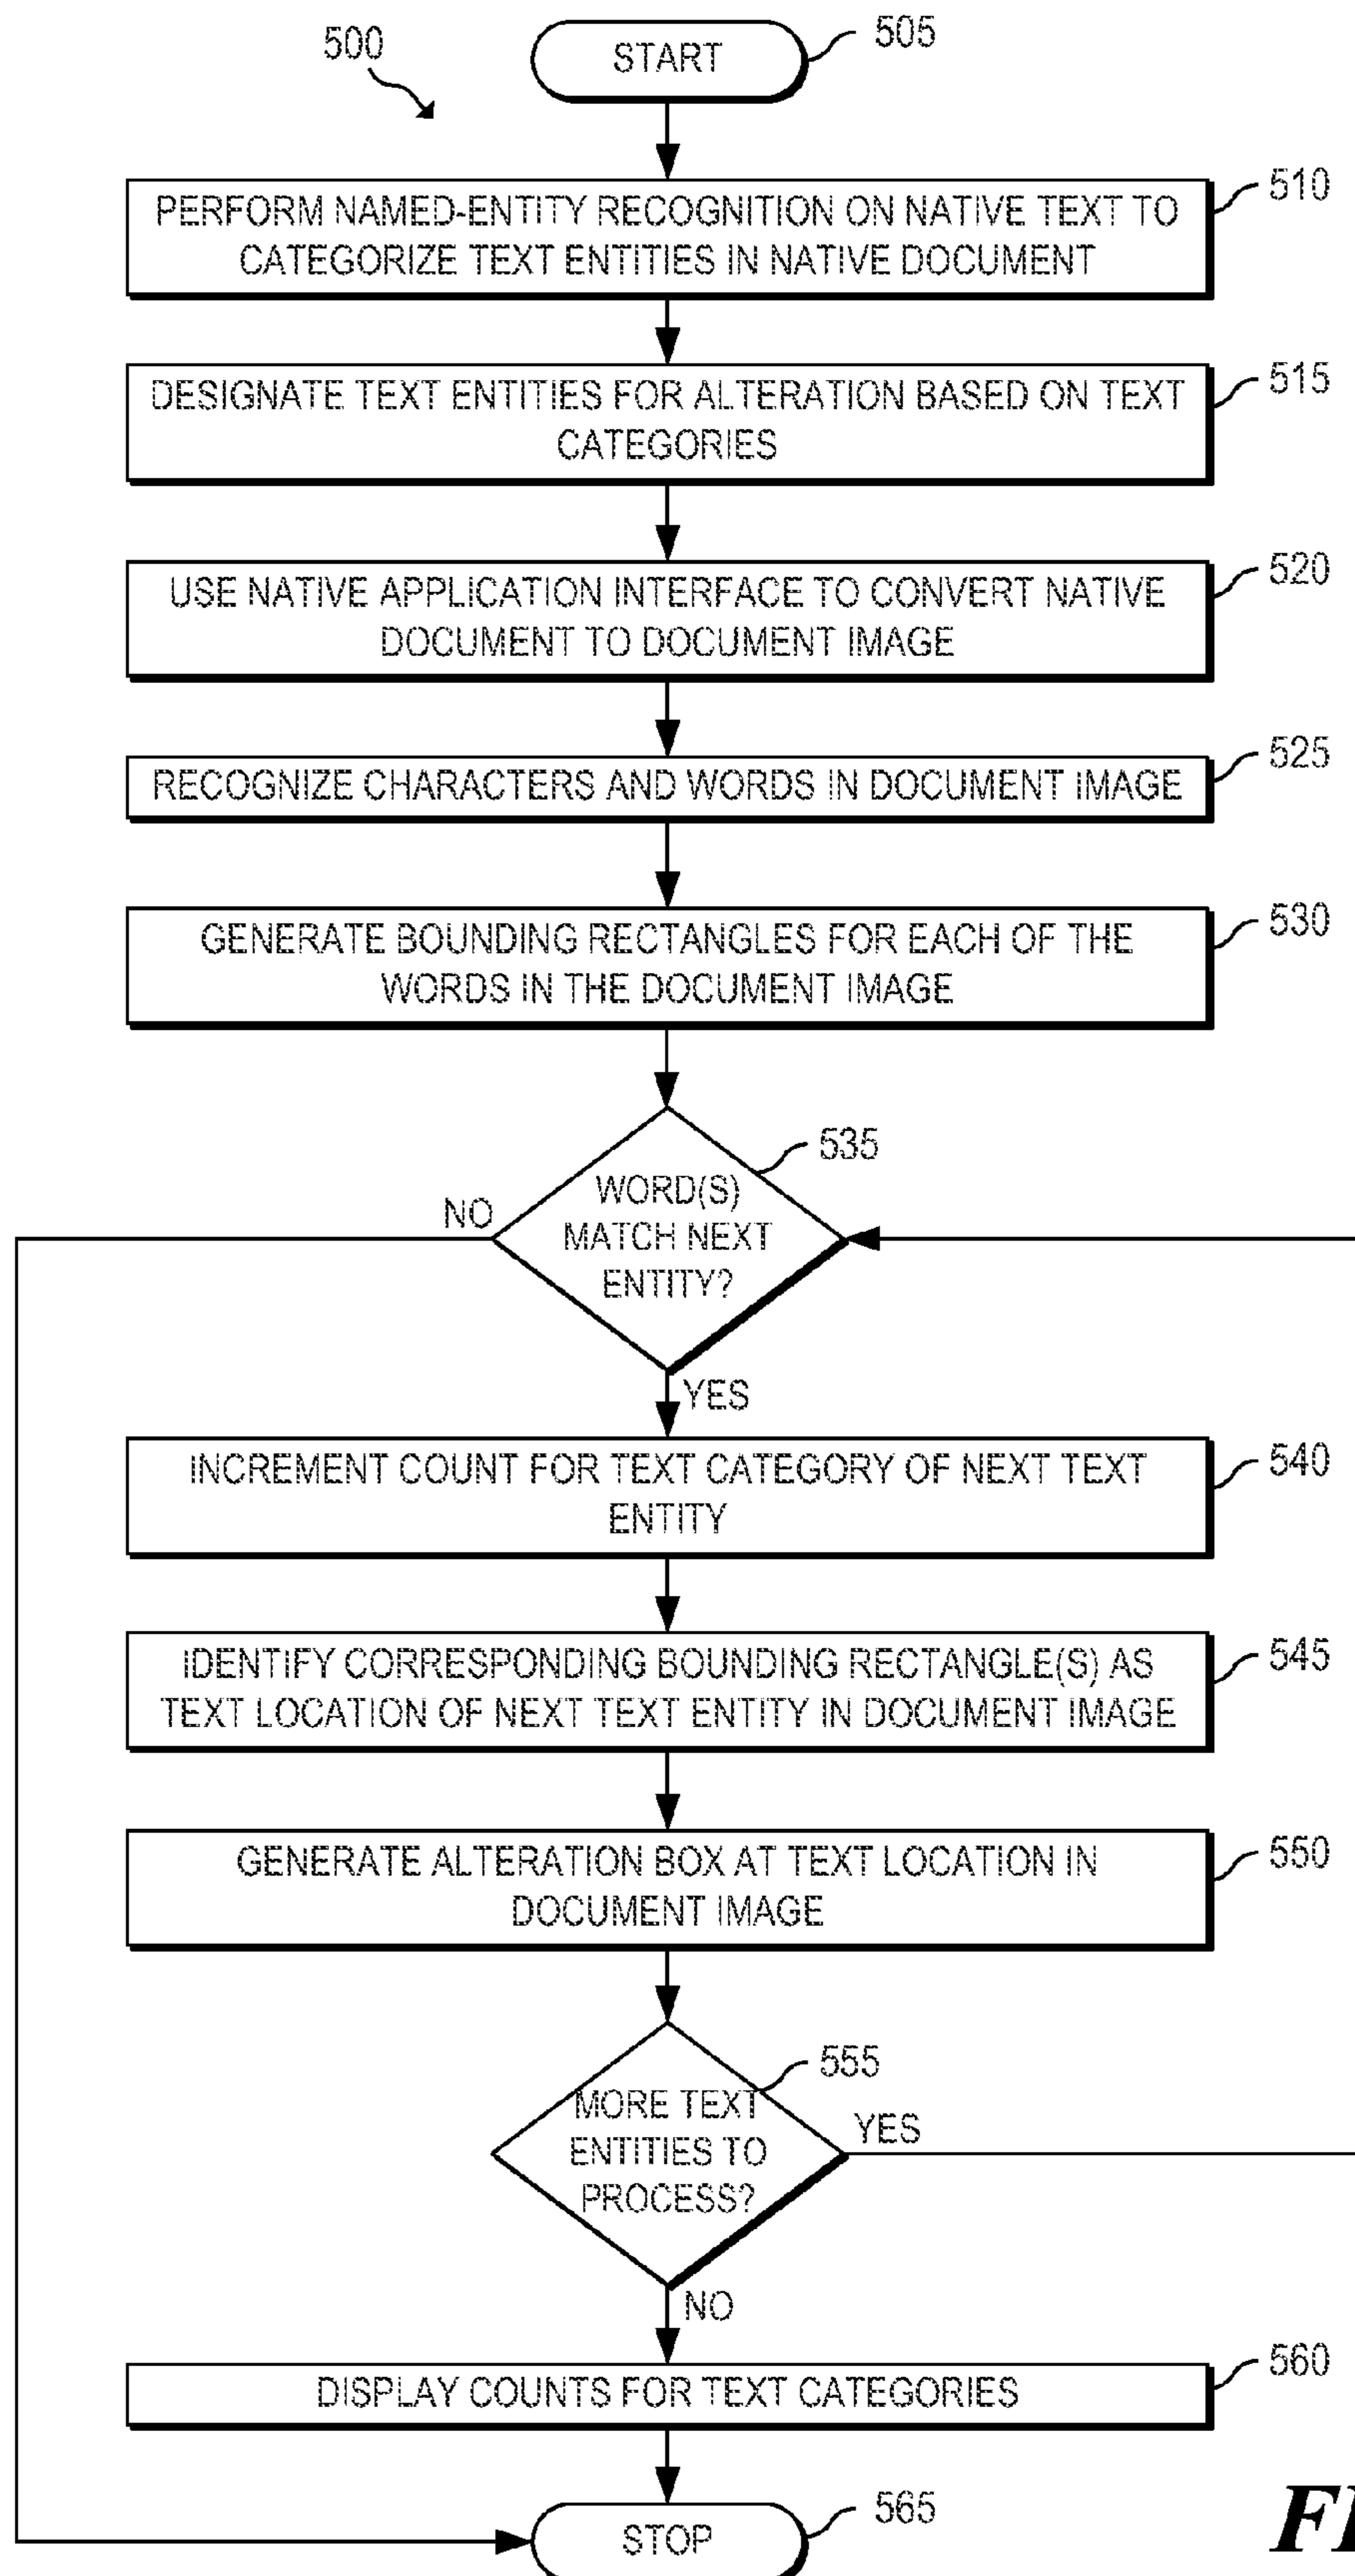 500
START
505
PERFORM NAMED-ENTITY RECOGNITION ON NATIVE TEXT TO
CATEGORIZE TEXT ENTITIES IN NATIVE DOCUMENT
510
DESIGNATE TEXT ENTITIES FOR ALTERATION BASED ON TEXT
CATEGORIES
515
USE NATIVE APPLICATION INTERFACE TO CONVERT NATIVE
DOCUMENT TO DOCUMENT IMAGE
520
RECOGNIZE CHARACTERS AND WORDS IN DOCUMENT IMAGE
525
GENERATE BOUNDING RECTANGLES FOR EACH OF THE
WORDS IN THE DOCUMENT IMAGE
530
535
WORD(S)
MATCH NEXT
ENTITY?
NO
YES
INCREMENT COUNT FOR TEXT CATEGORY OF NEXT TEXT
ENTITY
540
IDENTIFY CORRESPONDING BOUNDING RECTANGLE(S) AS
TEXT LOCATION OF NEXT TEXT ENTITY IN DOCUMENT IMAGE
545
GENERATE ALTERATION BOX AT TEXT LOCATION IN
DOCUMENT IMAGE
550
555
MORE TEXT
ENTITIES TO
PROCESS?
YES
NO
DISPLAY COUNTS FOR TEXT CATEGORIES
560
STOP
565